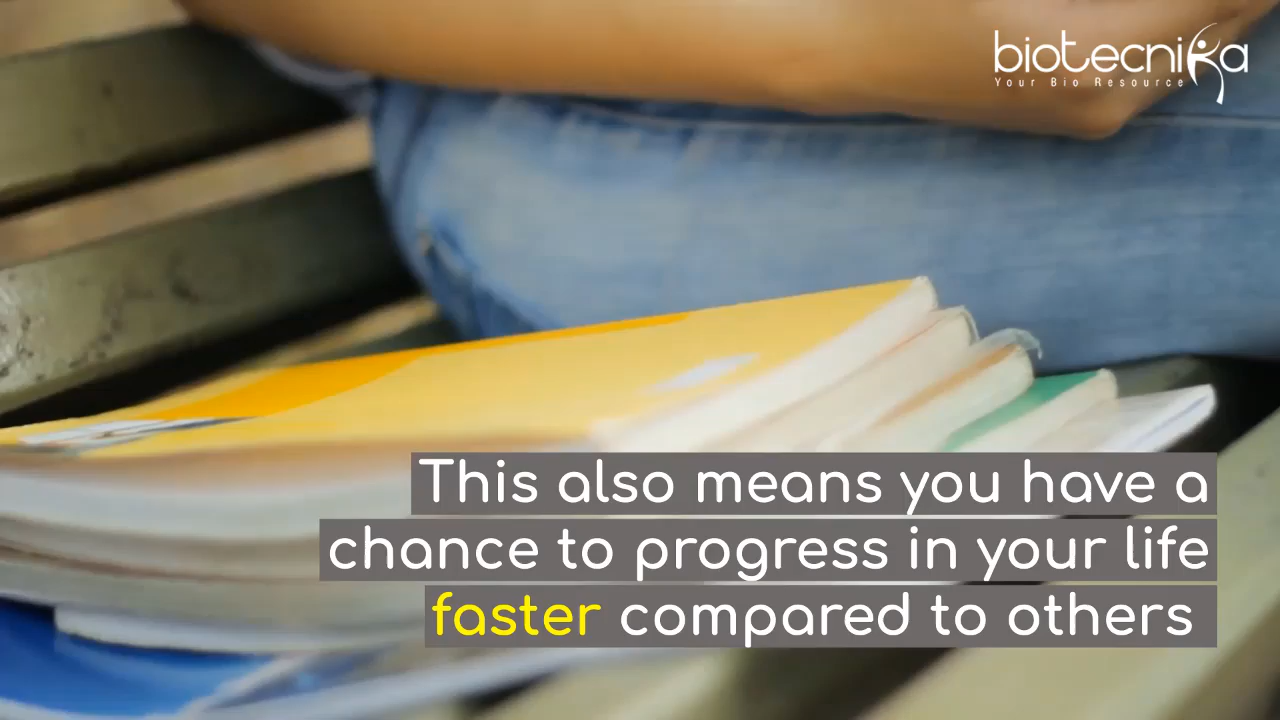 biotecnika
Your Bio Resource
This also means you have a
chance to progress in your life
faster compared to others